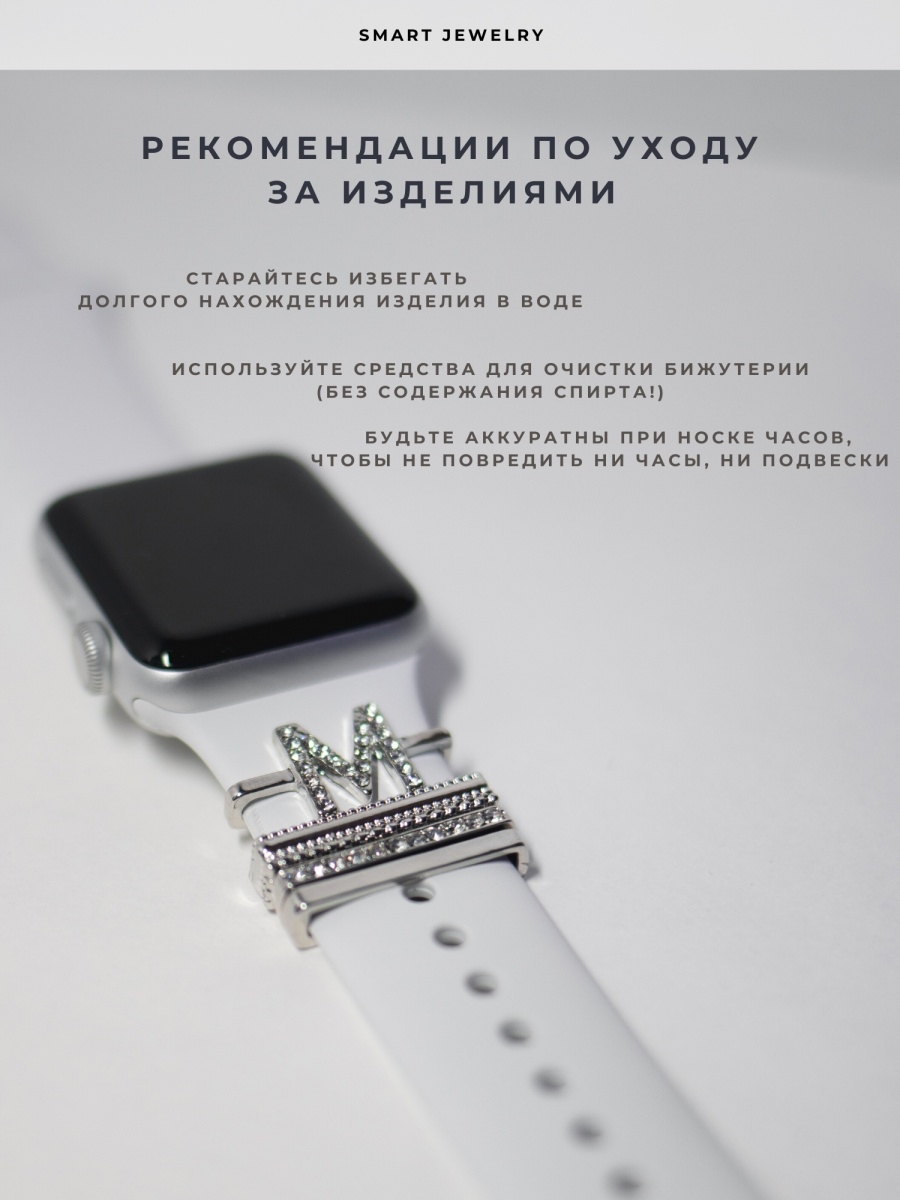 SMART JEWELRY
РЕКОМЕНДАЦИИ ПО УХОДУ
ЗА ИЗДЕЛИЯМИ
СТАРАЙТЕСЬ ИЗБЕГАТЬ
ДОЛГОГО НАХОЖДЕНИЯ ИЗДЕЛИЯ В ВОДЕ
ИСПОЛЬЗУЙТЕ СРЕДСТВА ДЛЯ ОЧИСТКИ БИЖУТЕРИИ
(БЕЗ СОДЕРЖАНИЯ СПИРТА!)
БУДЬТЕ АККУРАТНЫ ПРИ НОСКЕ ЧАСОВ,
ЧТОБЫ НЕ ПОВРЕДИТЬ НИ ЧАСЫ, НИ ПОДВЕСКИ
M